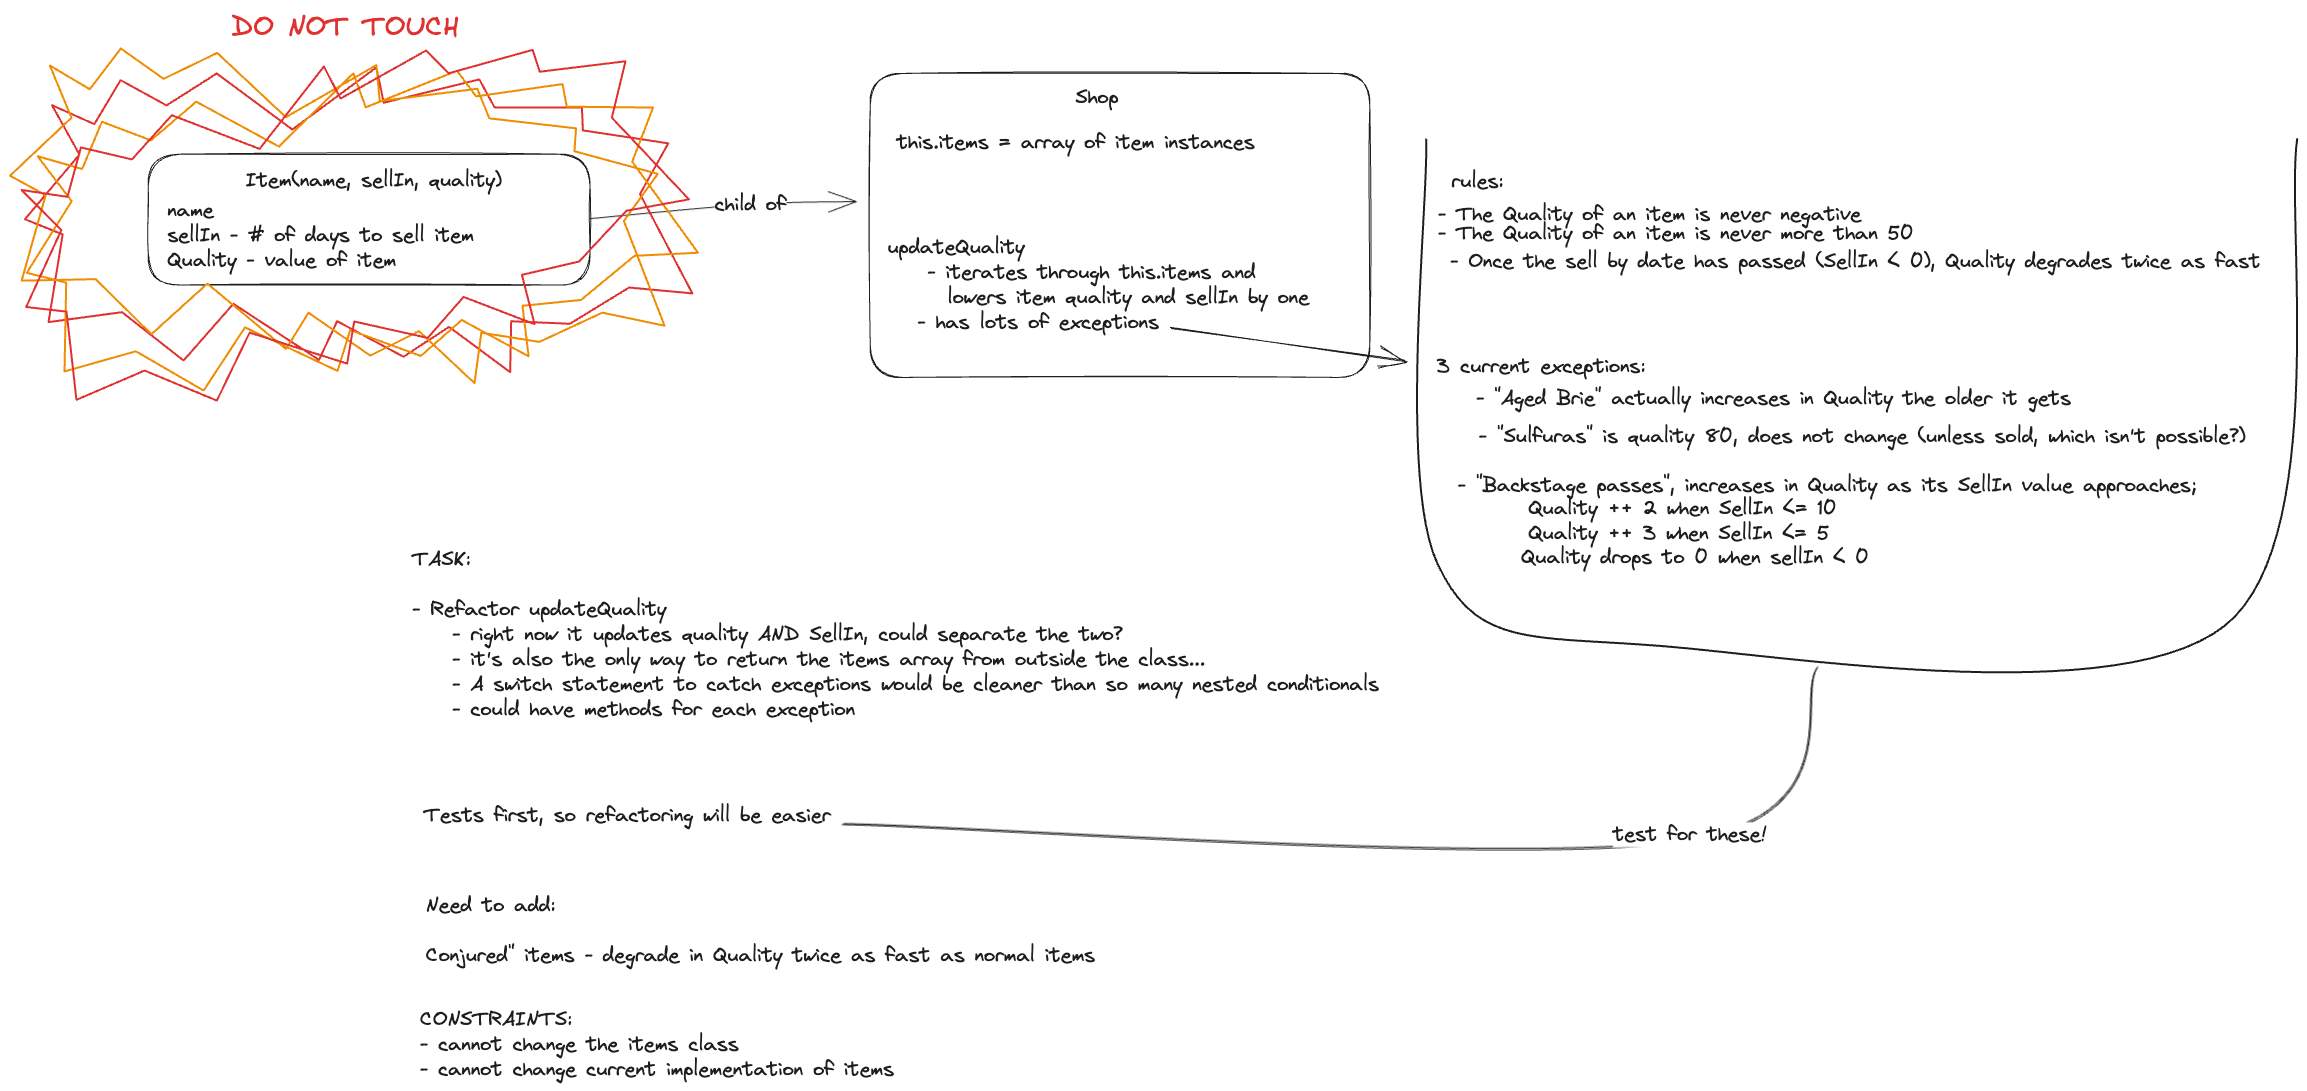 DO NOT TOUCH
Item(name, sellIn, quality)
name
sellIn - # of days to sell item
Quality - value of item
child of
Shop
this.items = array of item instances
updateQuality
- iterates through this.items and
lowers item quality and sellIn by one
- has lots of exceptions
rules:
- The Quality of an item is never negative
- The Quality of an item is never more than 50
- Once the sell by date has passed (SellIn < 0), Quality degrades twice as fast
3 current exceptions:
- "Aged Brie" actually increases in Quality the older it gets
- "Sulfuras" is quality 80, does not change (unless sold, which isn't possible?)
- "Backstage passes", increases in Quality as its SellIn value approaches;
Quality ++ 2 when SellIn <= 10
Quality ++ 3 when SellIn <= 5
Quality drops to 0 when sellIn < 0
TASK:
- Refactor updateQuality
- right now it updates quality AND SellIn, could separate the two?
- it's also the only way to return the items array from outside the class...
- A switch statement to catch exceptions would be cleaner than so many nested conditionals
- could have methods for each exception
Tests first, so refactoring will be easier
test for these!
Need to add:
Conjured" items - degrade in Quality twice as fast as normal items
CONSTRAINTS:
- cannot change the items class
- cannot change current implementation of items